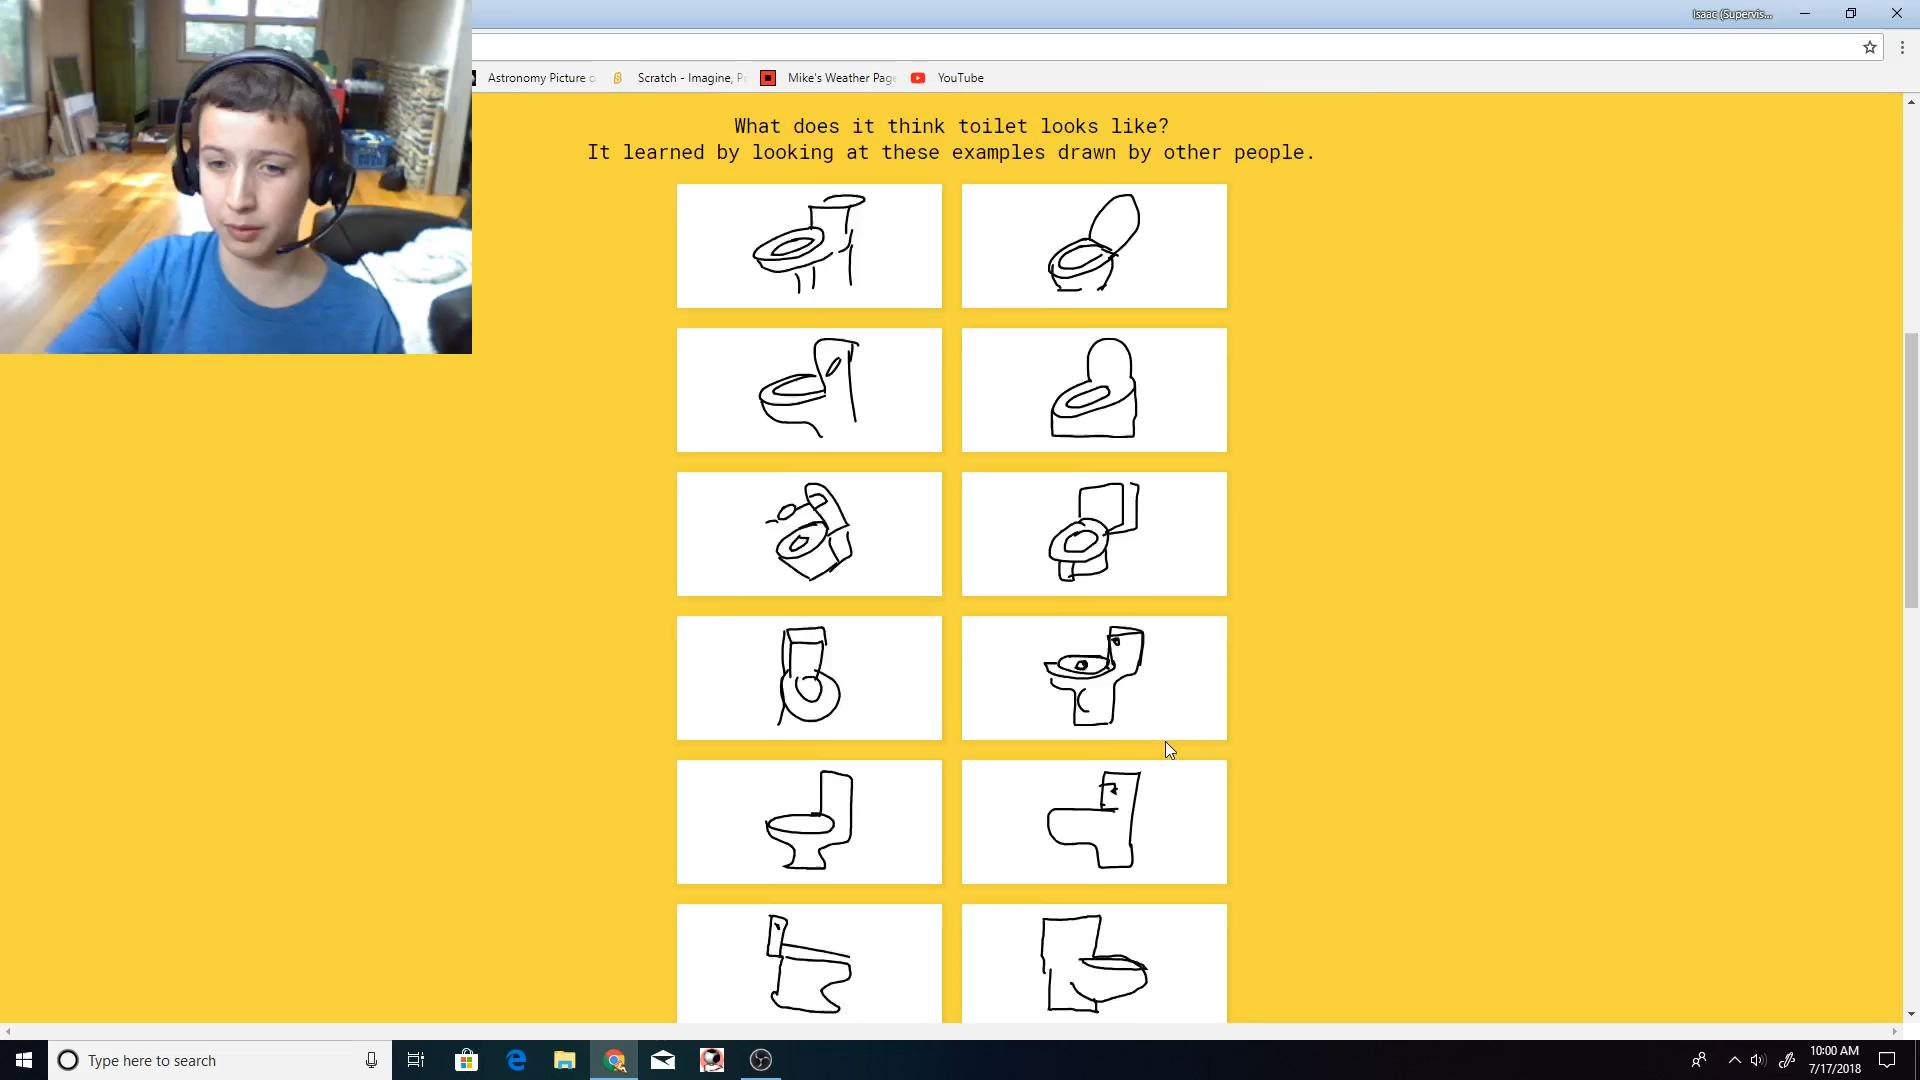 Isaac (Supervis...
Astronomy Picture o
Scratch - Imagine, P
Mike's Weather Page
YouTube
What does it think toilet looks like?
It learned by looking at these examples drawn by other people.
Type here to search
10:00 AM
7/17/2018